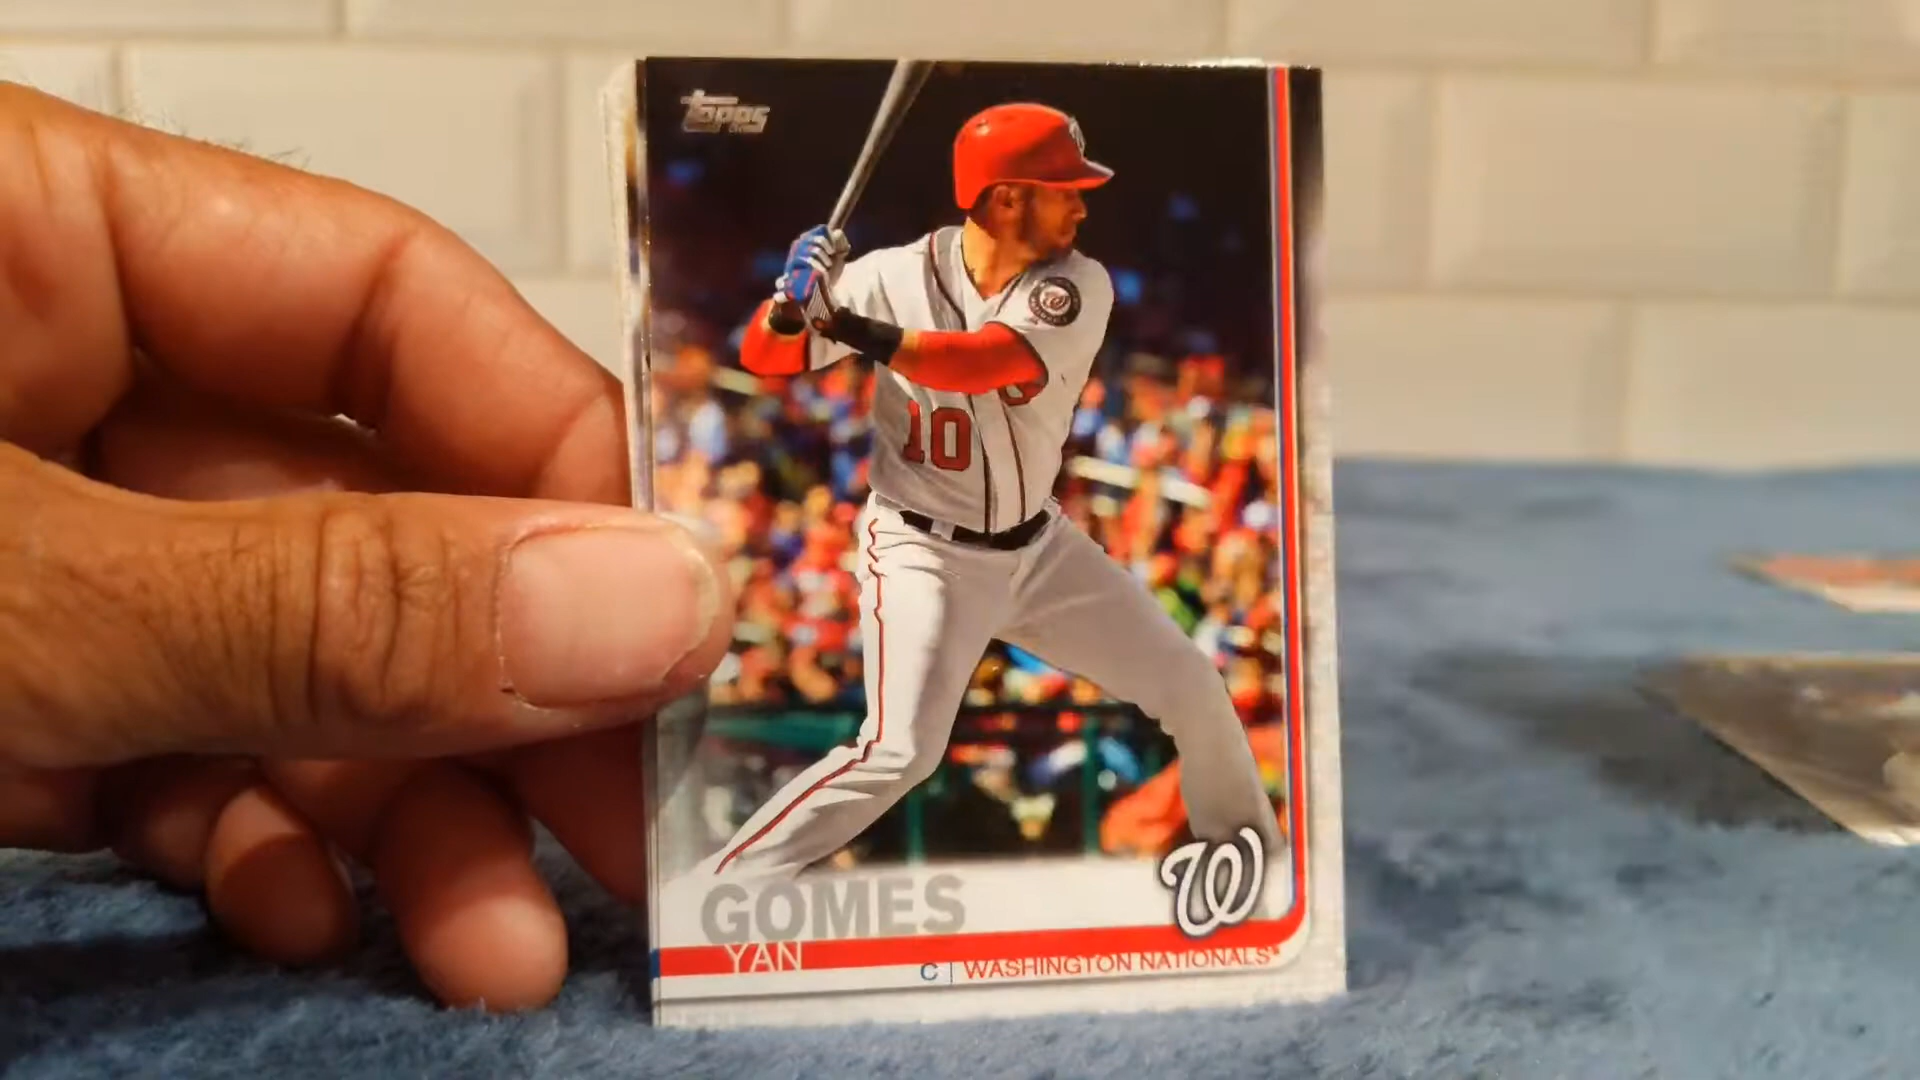 Topps
W
W
10
GOMES
YAN
C | WASHINGTON NATIONALS
W